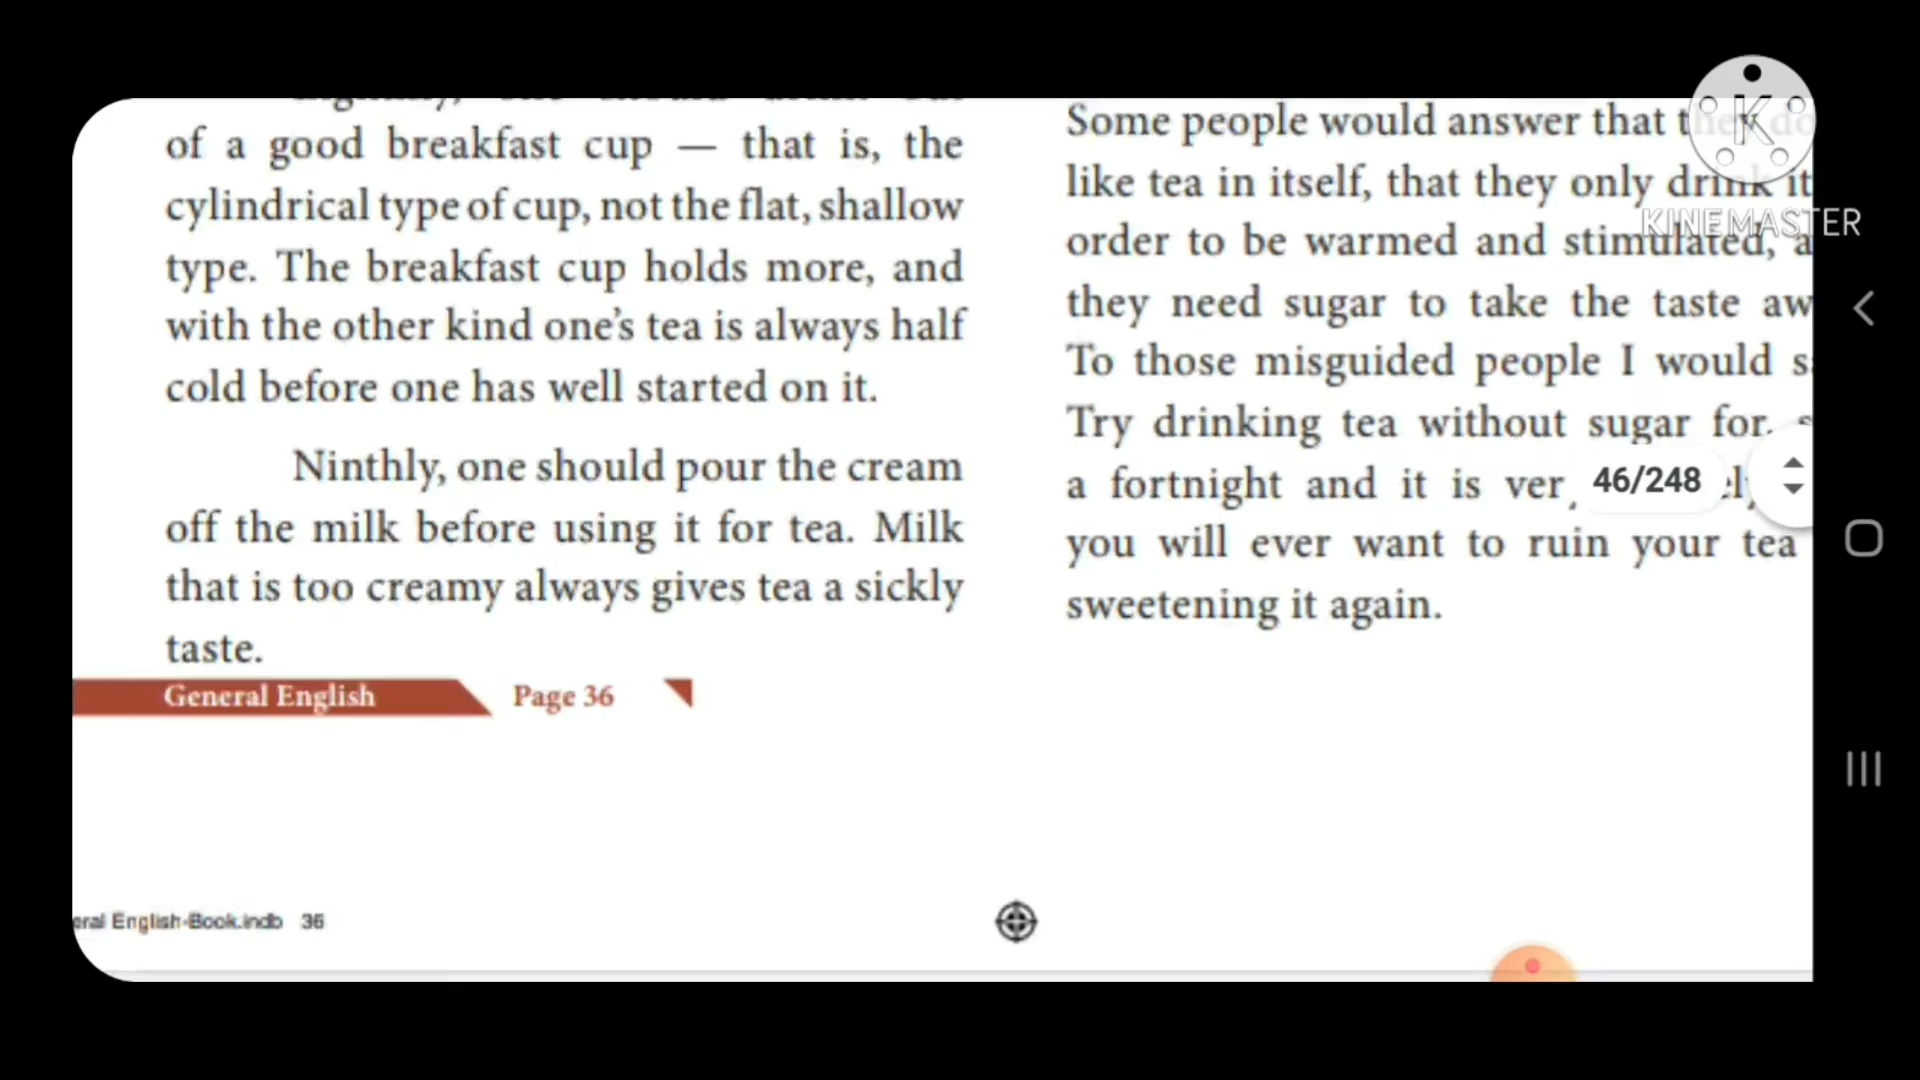 of a good breakfast cup — that is, the
cylindrical type of cup, not the flat, shallow
type. The breakfast cup holds more, and
with the other kind one's tea is always half
cold before one has well started on it.
Ninthly, one should pour the cream
off the milk before using it for tea. Milk
that is too creamy always gives tea a sickly
taste.
General English Page 36
eral English-Book.indb 36
Some people would answer that they do
like tea in itself, that they only drink it
order to be warmed and stimulated,
they need sugar to take the taste
To those misguided people I would
Try drinking tea without sugar for,
a fortnight and it is
you will ever want to ruin your tea
sweetening it again.
46/248
K
KINEMASTER